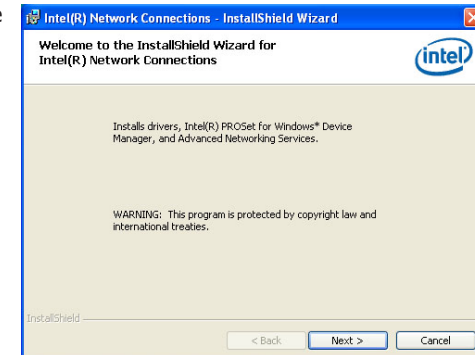 e
Intel(R) Network Connections - InstallShield Wizard
Welcome to the InstallShield Wizard for
Intel(R) Network Connections
intel
Installs drivers, Intel(R) PROSet for Windows* Device
Manager, and Advanced Networking Services.
WARNING: This program is protected by copyright law and
international treaties.
InstallShield
< Back Next > Cancel